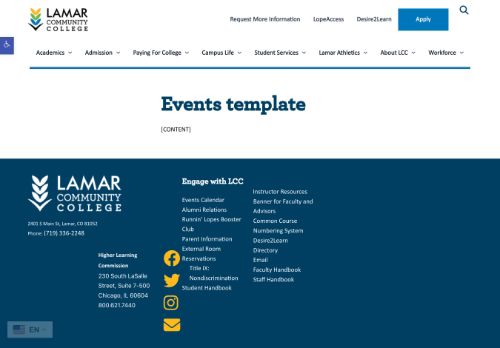 LAMAR
COMMUNITY
COLLEGE
Request More Information LopeAccess Desire2Learn Apply
Academics Admission Paying For College Campus Life Student Services Lamar Athletics About LCC Workforce
Events template
[CONTENT]
LAMAR
COMMUNITY
COLLEGE
2401 S Main St, Lamar, CO 81052
Phone: (719) 336-2248
Higher Learning
Commission
230 South LaSalle
Street, Suite 7-500
Chicago, IL 60604
800.621.7440
Engage with LCC
Events Calendar
Alumni Relations
Runnin' Lopes Booster
Club
Parent Information
External Room
Reservations
Title IX:
Nondiscrimination
Student Handbook
Instructor Resources
Banner for Faculty and
Advisors
Common Course
Numbering System
Desire2Learn
Directory
Email
Faculty Handbook
Staff Handbook
EN